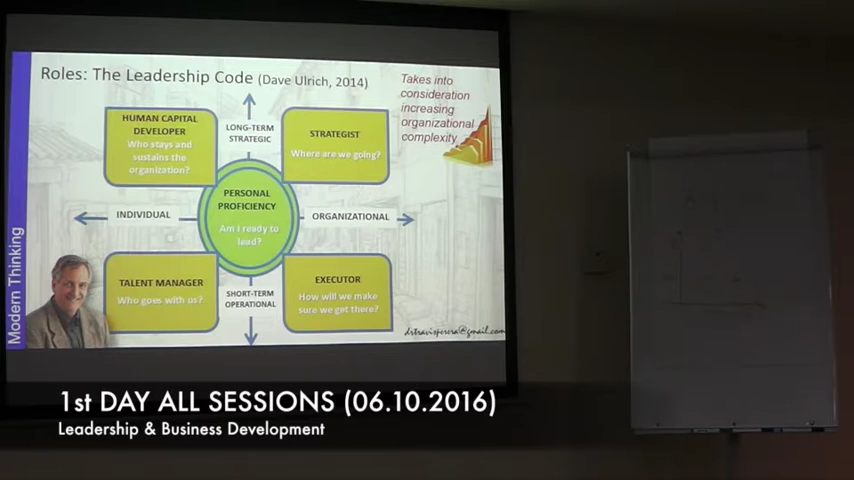 Roles: The Leadership Code (Dave Ulrich, 2014)
Takes into
consideration
increasing
organizational
complexity
HUMAN CAPITAL
DEVELOPER
Who stays and
sustains the
organization?
LONG-TERM
STRATEGIC
STRATEGIST
Where are we going?
PERSONAL
PROFICIENCY
Am I ready to
lead?
INDIVIDUAL
ORGANIZATIONAL
TALENT MANAGER
Who goes with us?
SHORT-TERM
OPERATIONAL
EXECUTOR
How will we make
sure we get there?
Modern Thinking
drtravisperera@gmail.com
1st DAY ALL SESSIONS (06.10.2016)
Leadership & Business Development